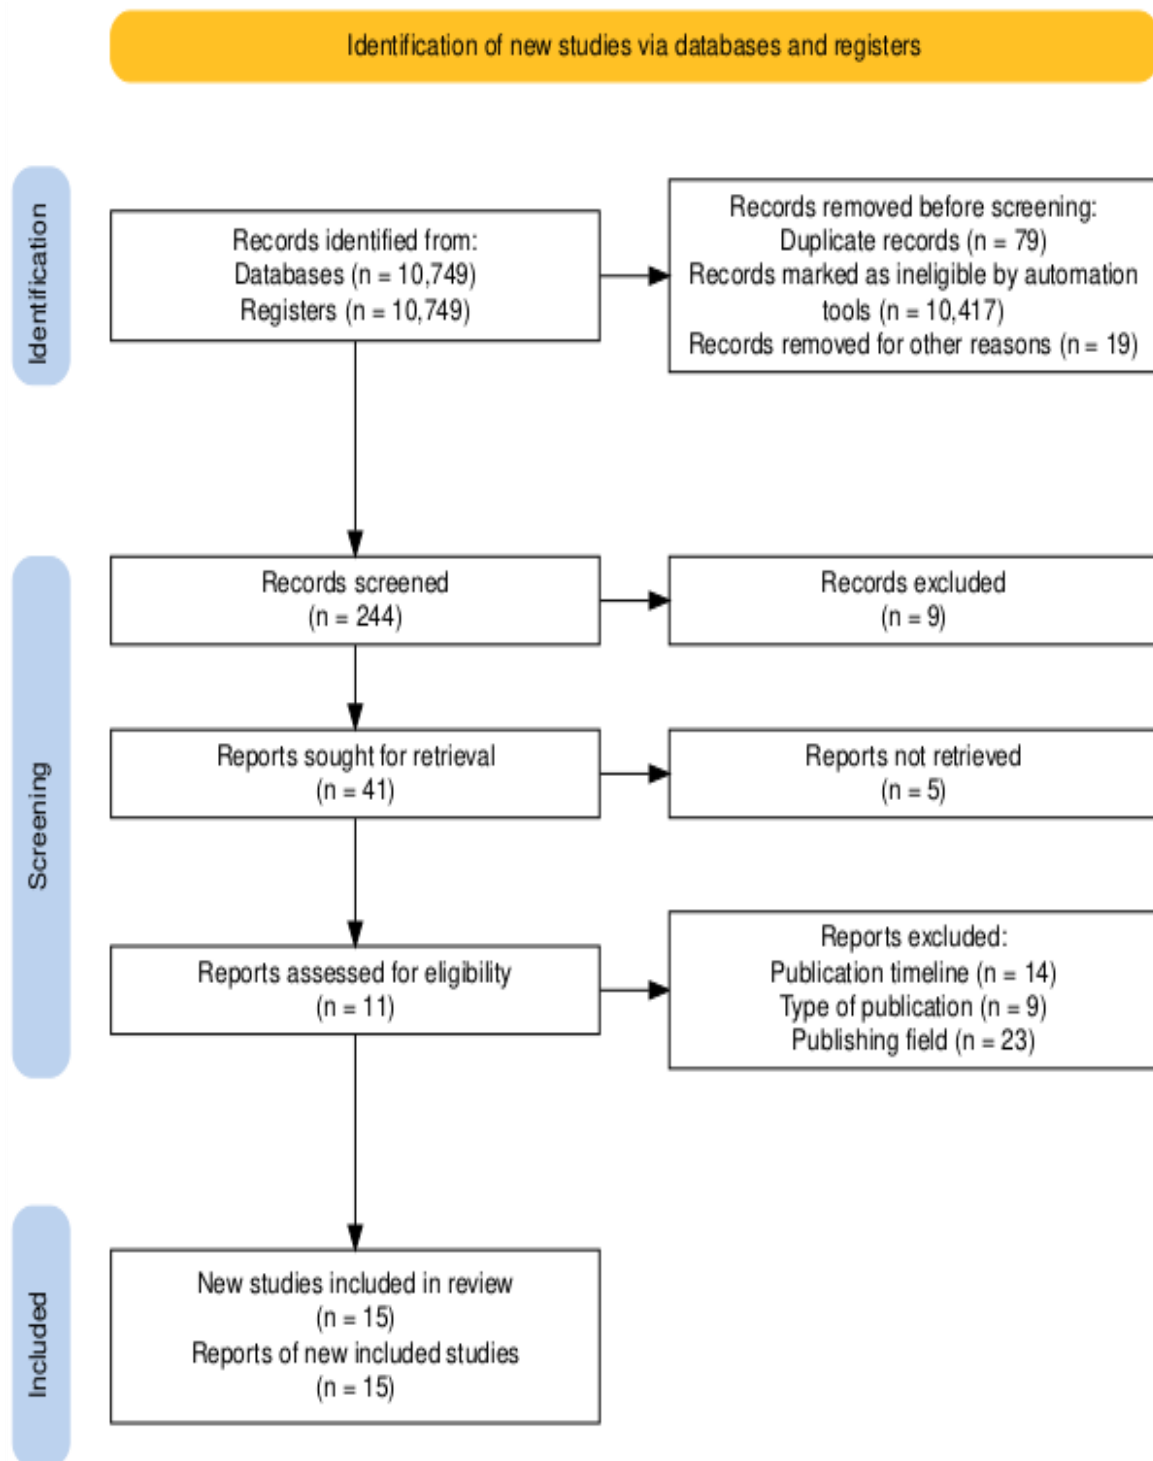 Identification of new studies via databases and registers
Identification
Records identified from:
Databases (n = 10,749)
Registers (n = 10,749)
Records removed before screening:
Duplicate records (n = 79)
Records marked as ineligible by automation
tools (n = 10,417)
Records removed for other reasons (n = 19)
Screening
Records screened
(n = 244)
Records excluded
(n = 9)
Reports sought for retrieval
(n = 41)
Reports not retrieved
(n = 5)
Reports assessed for eligibility
(n = 11)
Reports excluded:
Publication timeline (n = 14)
Type of publication (n = 9)
Publishing field (n = 23)
Included
New studies included in review
(n = 15)
Reports of new included studies
(n = 15)